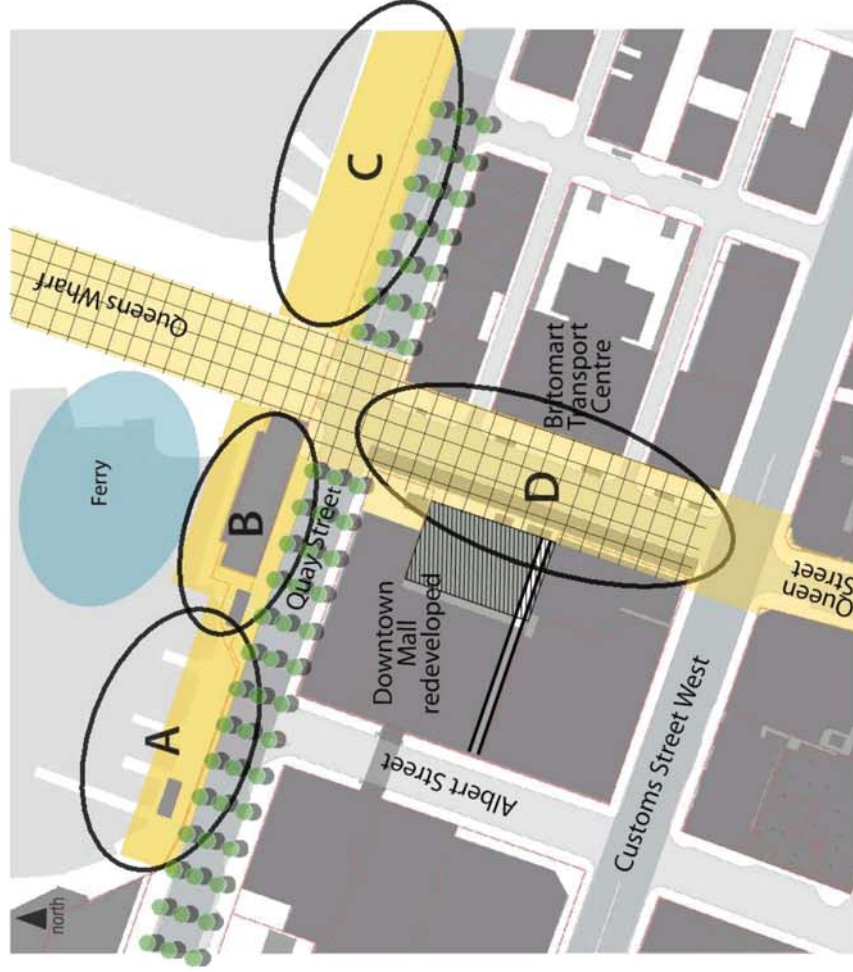 Queens Wharf
C
Ferry
B
A
Quay Street
Britomart
Transport
Centre
D
Downtown
Mall
redeveloped
Albert Street
Queen
Street
Customs Street West
north